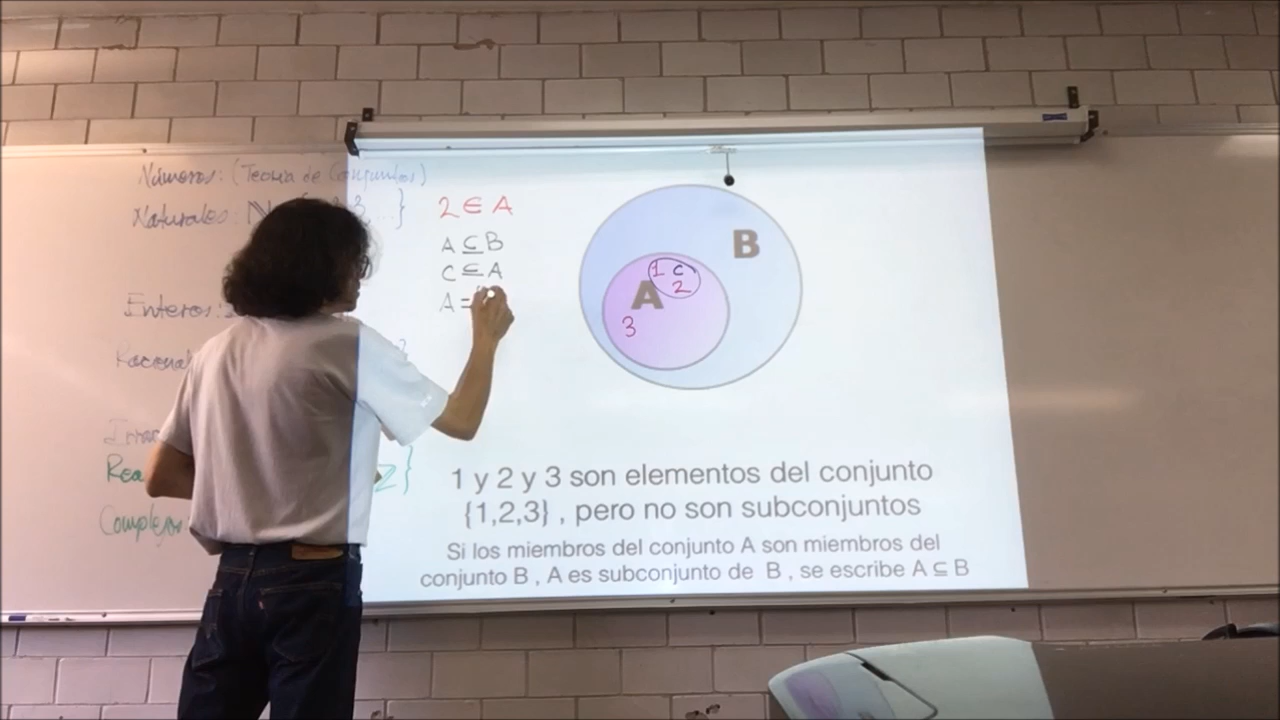 Números: (Teoría de Conjuntos)
Naturales: ℕ
2 ∈ A
A ⊆ B
C ⊆ A
A =
Enteros:
B
1 C
2
A
3
1 y 2 y 3 son elementos del conjunto
{1,2,3} , pero no son subconjuntos
Si los miembros del conjunto A son miembros del
conjunto B , A es subconjunto de B , se escribe A ⊆ B
Complejos